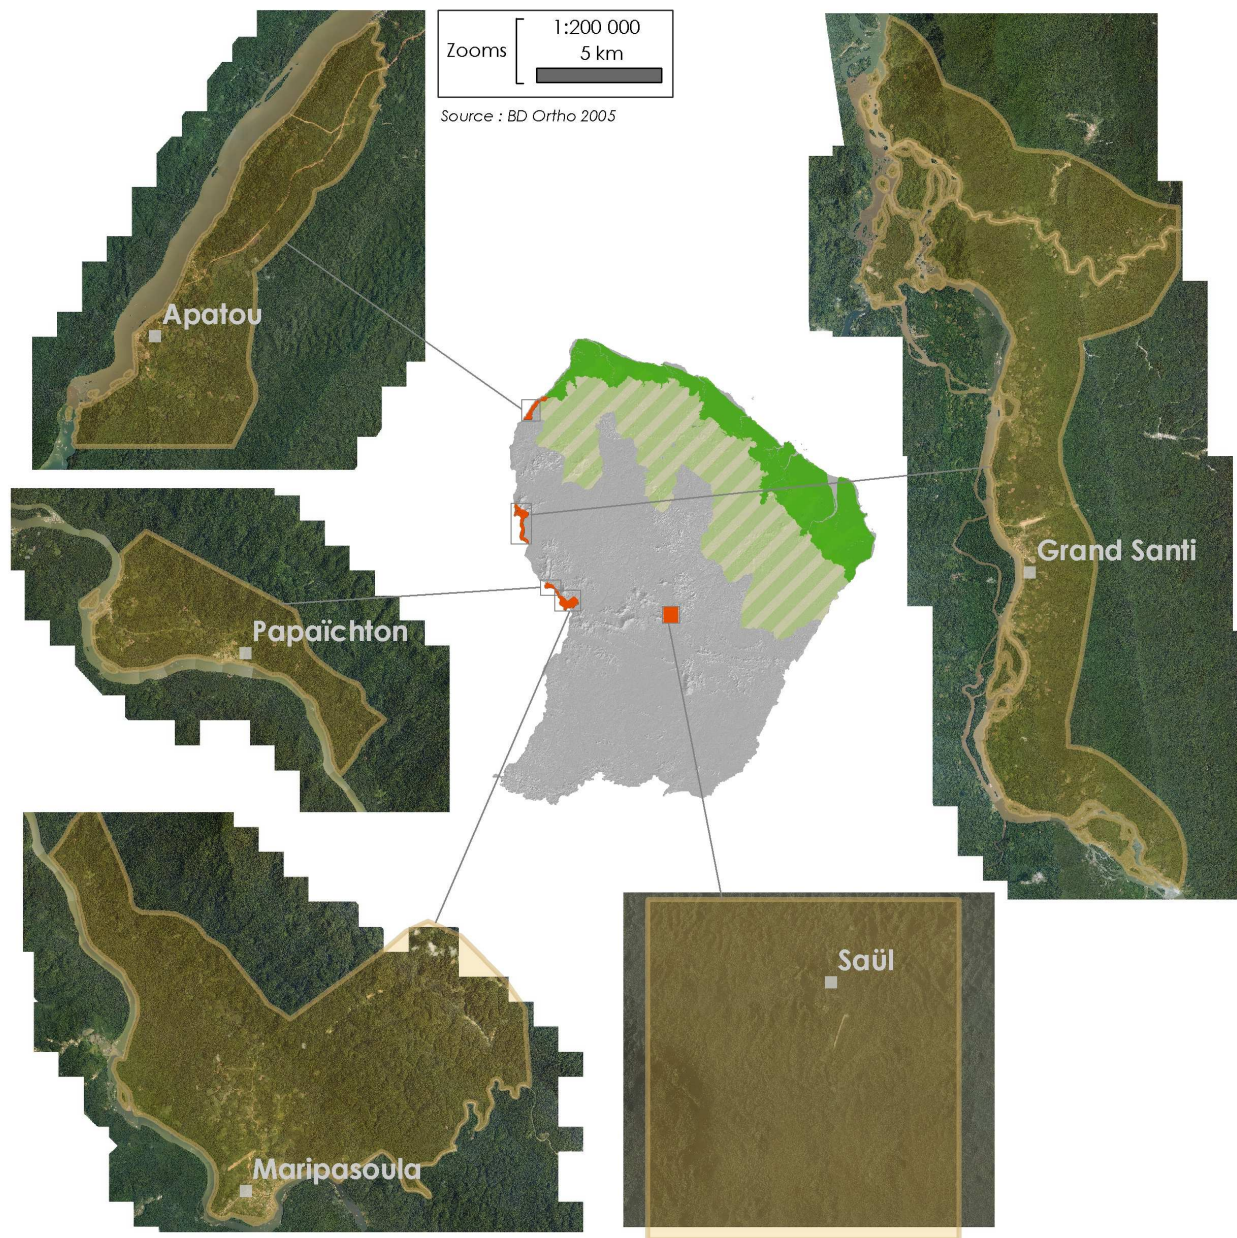 Zooms
1:200 000
5 km
Source : BD Ortho 2005
Apatou
Grand Santi
Papaïchton
Saül
Maripasoula